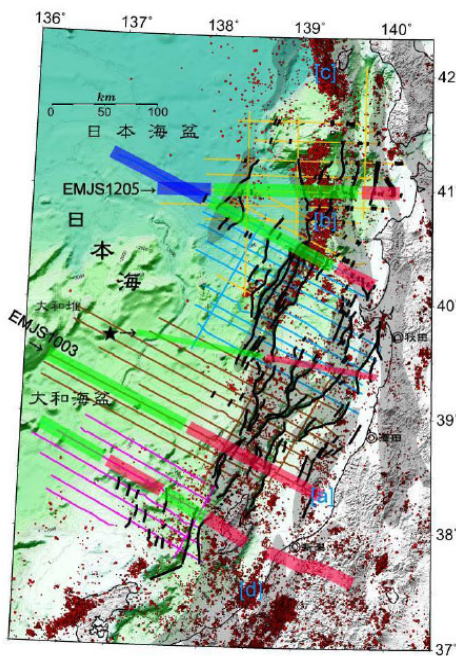 136°
137°
138°
139°
140°
[c]
42°
km
0 50 100
日本海盆
EMJS1205→
41°
[b]
日
本
海
40°
大和堆
秋田
EMJS1003
大和海盆
39°
酒田
[a]
38°
[d]
37°